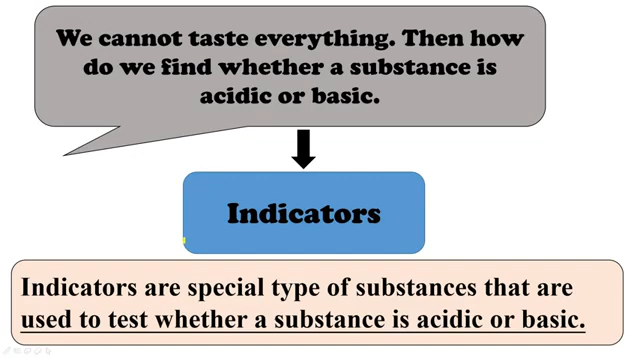 We cannot taste everything. Then how
do we find whether a substance is
acidic or basic.
Indicators
Indicators are special type of substances that are
used to test whether a substance is acidic or basic.